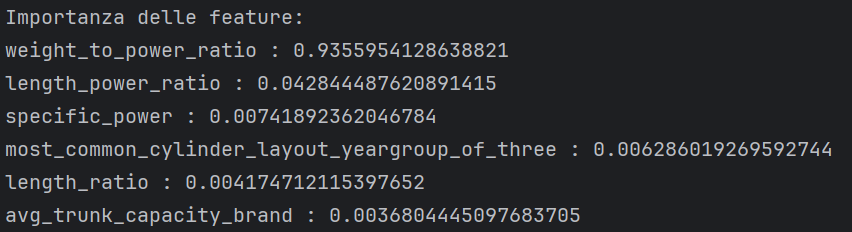 Importanza delle feature:
weight_to_power_ratio : 0.9355954128638821
length_power_ratio : 0.042844487620891415
specific_power : 0.00741892362046784
most_common_cylinder_layout_yeargroup_of_three : 0.006286019269592744
length_ratio : 0.004174712115397652
avg_trunk_capacity_brand : 0.0036804445097683705